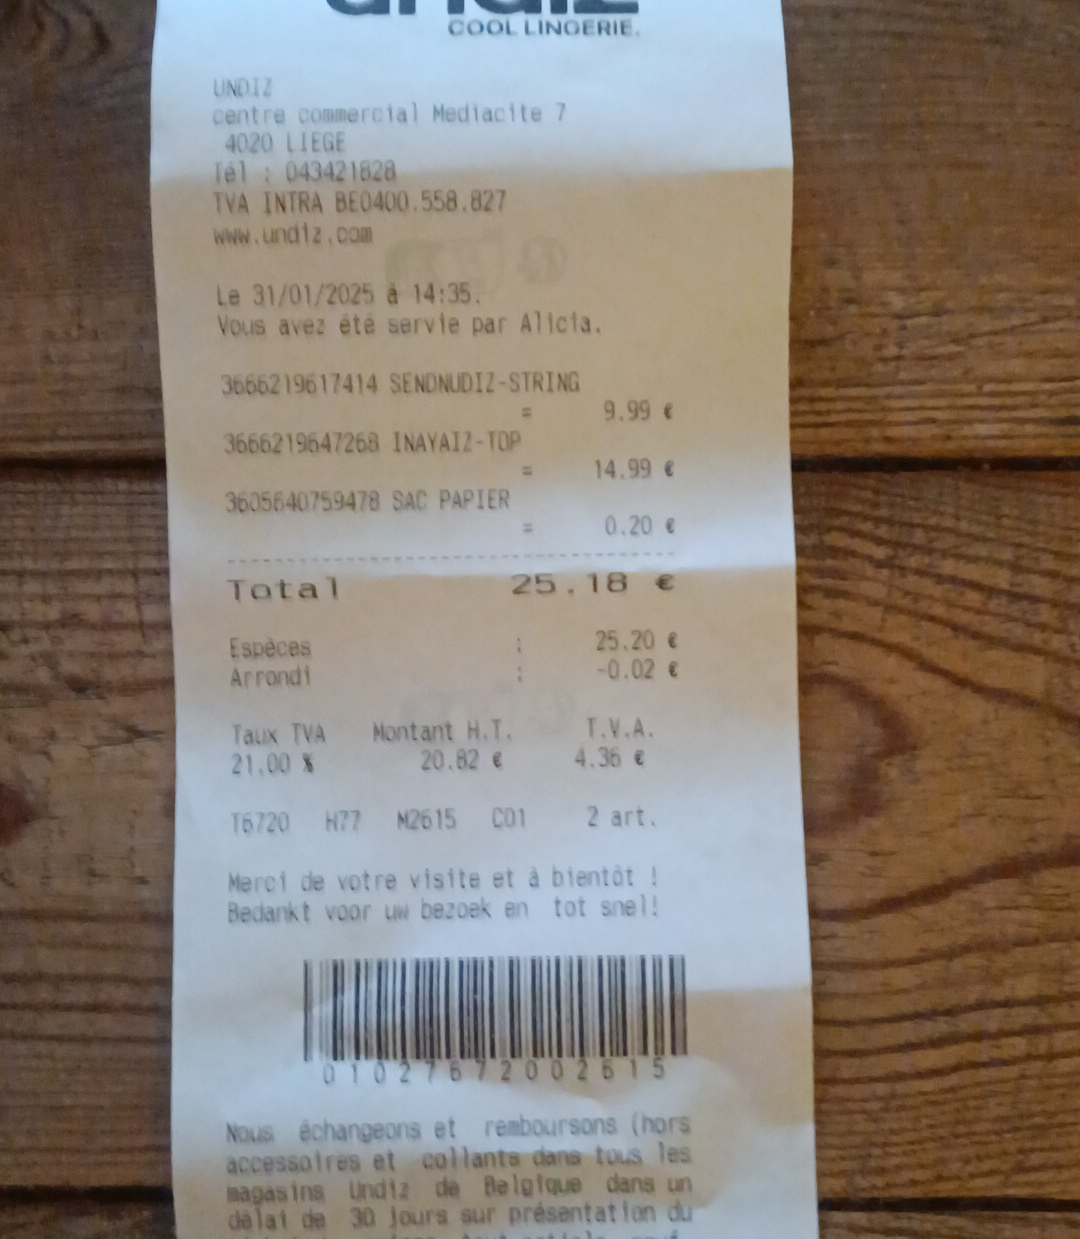 undiz
COOL LINGERIE.
UNDIZ
centre commercial Mediacite 7
4020 LIEGE
Tél : 043421828
TVA INTRA BE0400.558.827
www.undiz.com
Le 31/01/2025 à 14:35.
Vous avez été servie par Alicia.
3666219617414 SENDNUDIZ-STRING
= 9.99 €
3666219647268 INAYAIZ-TOP
= 14.99 €
3605640759478 SAC PAPIER
= 0.20 €
Total 25.18 €
Espèces : 25.20 €
Arrondi : -0.02 €
Taux TVA Montant H.T. T.V.A.
21.00 % 20.82 € 4.36 €
T6720 H77 M2615 C01 2 art.
Merci de votre visite et à bientôt !
Bedankt voor uw bezoek en tot snel!
01027672002615
Nous échangeons et remboursons (hors
accessoires et collants dans tous les
magasins Undiz de Belgique dans un
délai de 30 jours sur présentation du